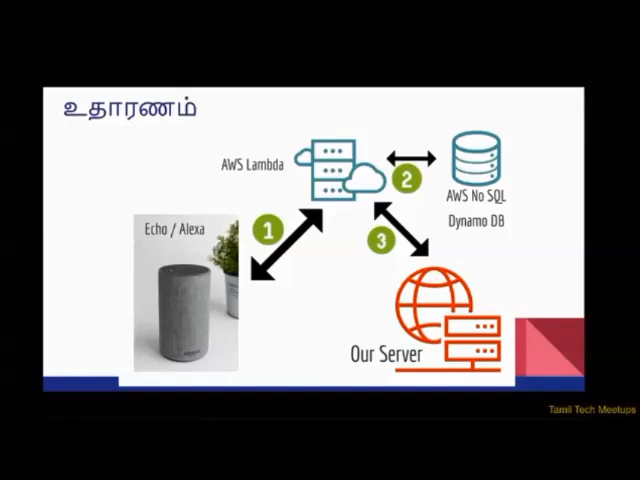 உதாரணம்
AWS Lambda
2
AWS No SQL
Dynamo DB
Echo / Alexa
1
3
Our Server
Tamil Tech Meetups